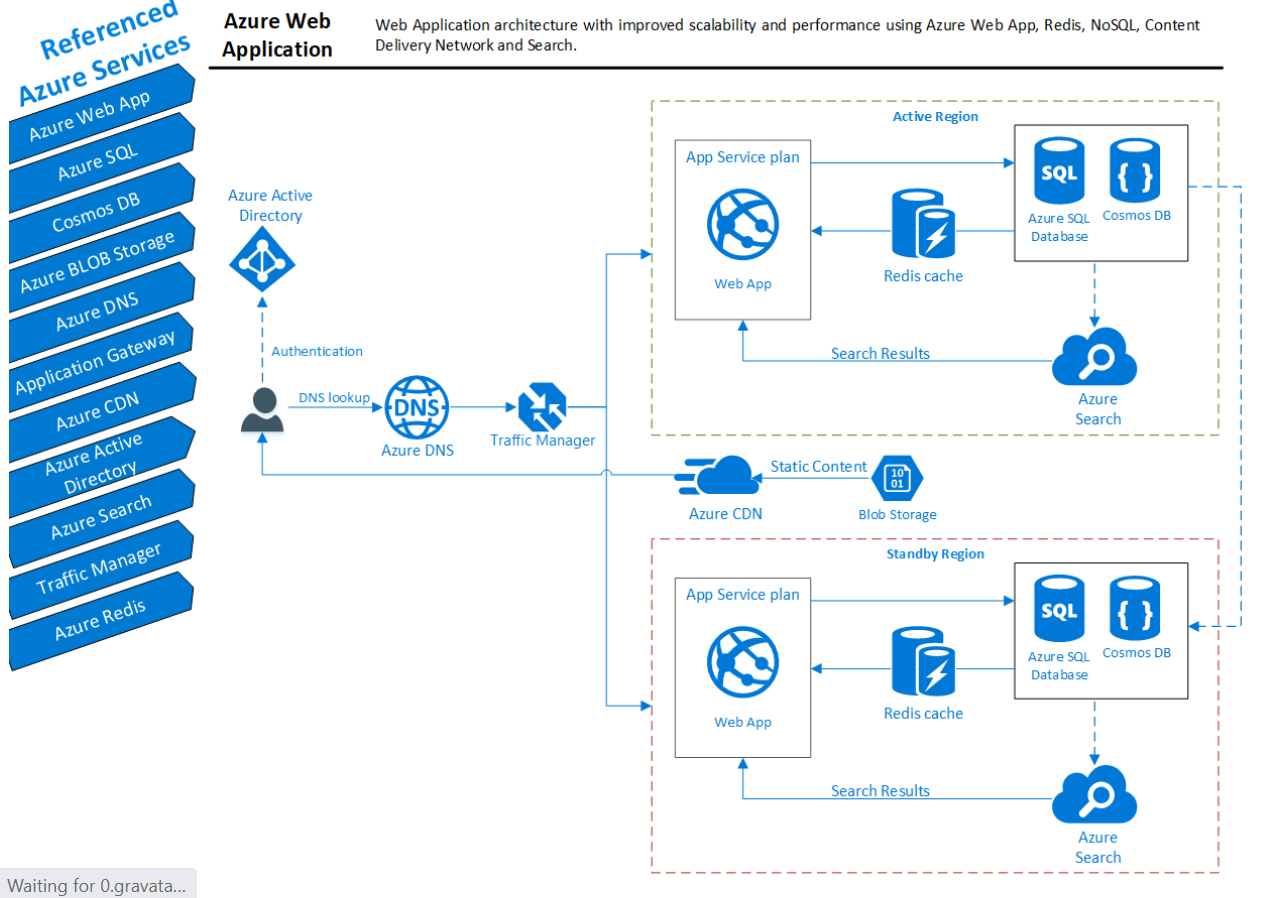 Referenced
Azure Services
Azure Web App
Azure SQL
Cosmos DB
Azure BLOB Storage
Azure DNS
Application Gateway
Azure CDN
Azure Active
Directory
Azure Search
Traffic Manager
Azure Redis
Azure Web
Application
Web Application architecture with improved scalability and performance using Azure Web App, Redis, NoSQL, Content
Delivery Network and Search.
Azure Active
Directory
Authentication
DNS lookup
DNS
Azure DNS
Traffic Manager
Active Region
App Service plan
Web App
Redis cache
SQL
{ }
Azure SQL
Database
Cosmos DB
Search Results
Azure
Search
Azure CDN
Static Content
10
01
Blob Storage
Standby Region
App Service plan
Web App
Redis cache
SQL
{ }
Azure SQL
Database
Cosmos DB
Search Results
Azure
Search
Waiting for 0.gravata...